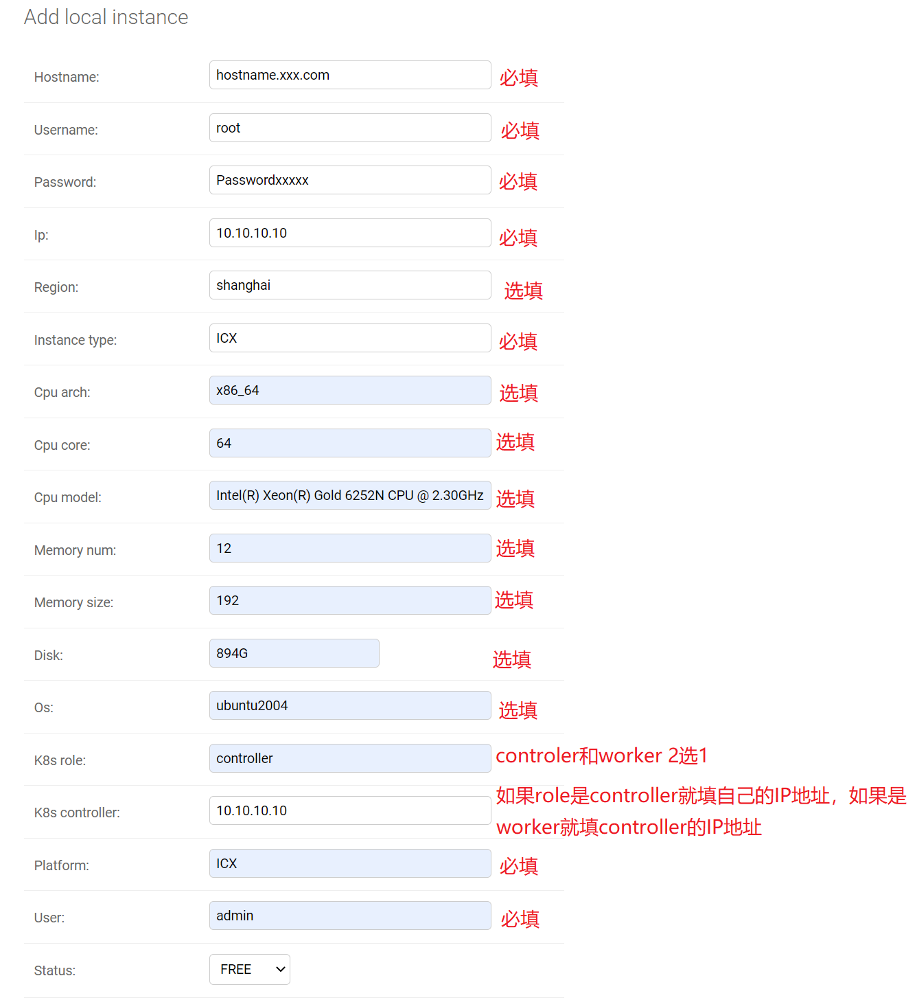 Add local instance
Hostname: hostname.xxx.com 必填
Username: root 必填
Password: Passwordxxxxx 必填
Ip: 10.10.10.10 必填
Region: shanghai 选填
Instance type: ICX 必填
Cpu arch: x86_64 选填
Cpu core: 64 选填
Cpu model: Intel(R) Xeon(R) Gold 6252N CPU @ 2.30GHz 选填
Memory num: 12 选填
Memory size: 192 选填
Disk: 894G 选填
Os: ubuntu2004 选填
K8s role: controller controler和worker 2选1
K8s controller: 10.10.10.10 如果role是controller就填自己的IP地址，如果是
worker就填controller的IP地址
Platform: ICX 必填
User: admin 必填
Status: FREE